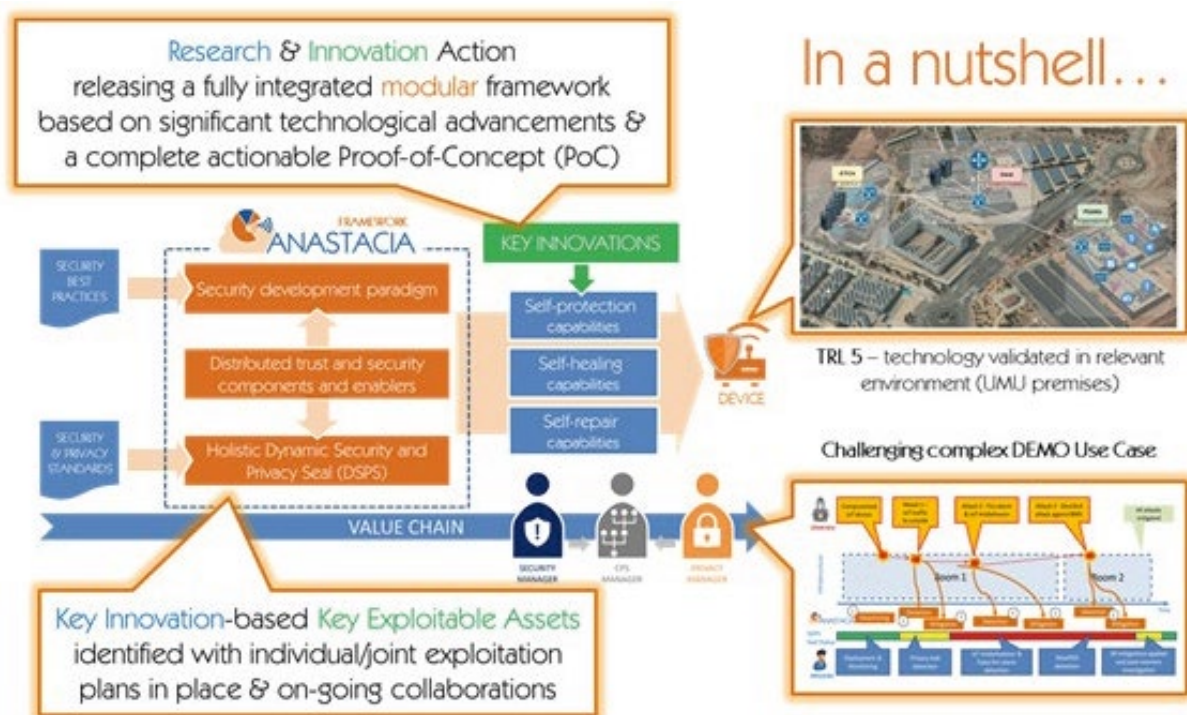 Research & Innovation Action
releasing a fully integrated modular framework
based on significant technological advancements &
a complete actionable Proof-of-Concept (PoC)
In a nutshell...
FRAMEWORK
ANASTACIA
KEY INNOVATIONS
SECURITY
BEST
PRACTICES
Security development paradigm
Distributed trust and security
components and enablers
SECURITY
& PRIVACY
STANDARDS
Holistic Dynamic Security and
Privacy Seal (DSPS)
Self-protection
capabilities
Self-healing
capabilities
Self-repair
capabilities
DEVICE
TRL 5 – technology validated in relevant
environment (UMU premises)
VALUE CHAIN
SECURITY
MANAGER
CPS
MANAGER
PRIVACY
MANAGER
Challenging complex DEMO Use Case
Room 1
Room 2
Time
ANASTACIA
Key Innovation-based Key Exploitable Assets
identified with individual/joint exploitation
plans in place & on-going collaborations